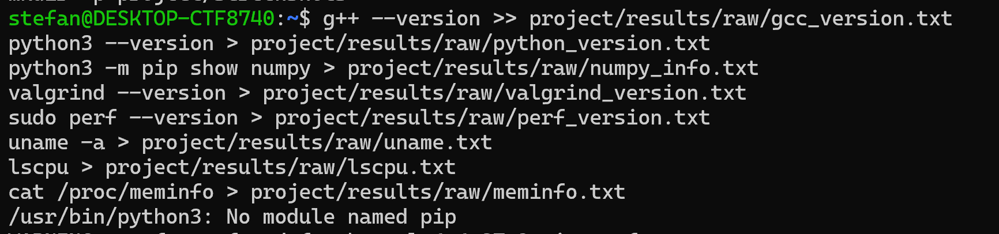 stefan@DESKTOP-CTF8740:~$ g++ --version >> project/results/raw/gcc_version.txt
python3 --version > project/results/raw/python_version.txt
python3 -m pip show numpy > project/results/raw/numpy_info.txt
valgrind --version > project/results/raw/valgrind_version.txt
sudo perf --version > project/results/raw/perf_version.txt
uname -a > project/results/raw/uname.txt
lscpu > project/results/raw/lscpu.txt
cat /proc/meminfo > project/results/raw/meminfo.txt
/usr/bin/python3: No module named pip